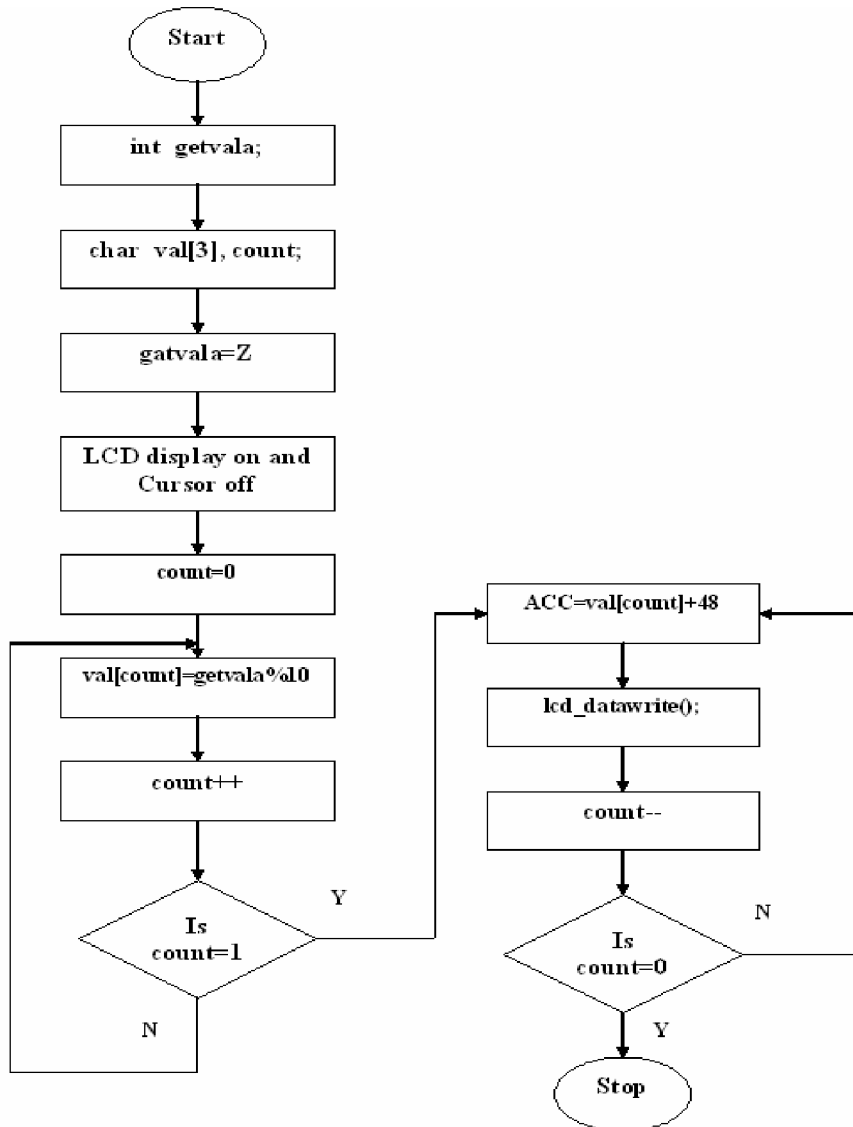 Start
int getvala;
char val[3], count;
gatvala=Z
LCD display on and
Cursor off
count=0
val[count]=getvala%10
count++
Is
count=1
Y
N
ACC=val[count]+48
lcd_datawrite();
count--
Is
count=0
N
Y
Stop